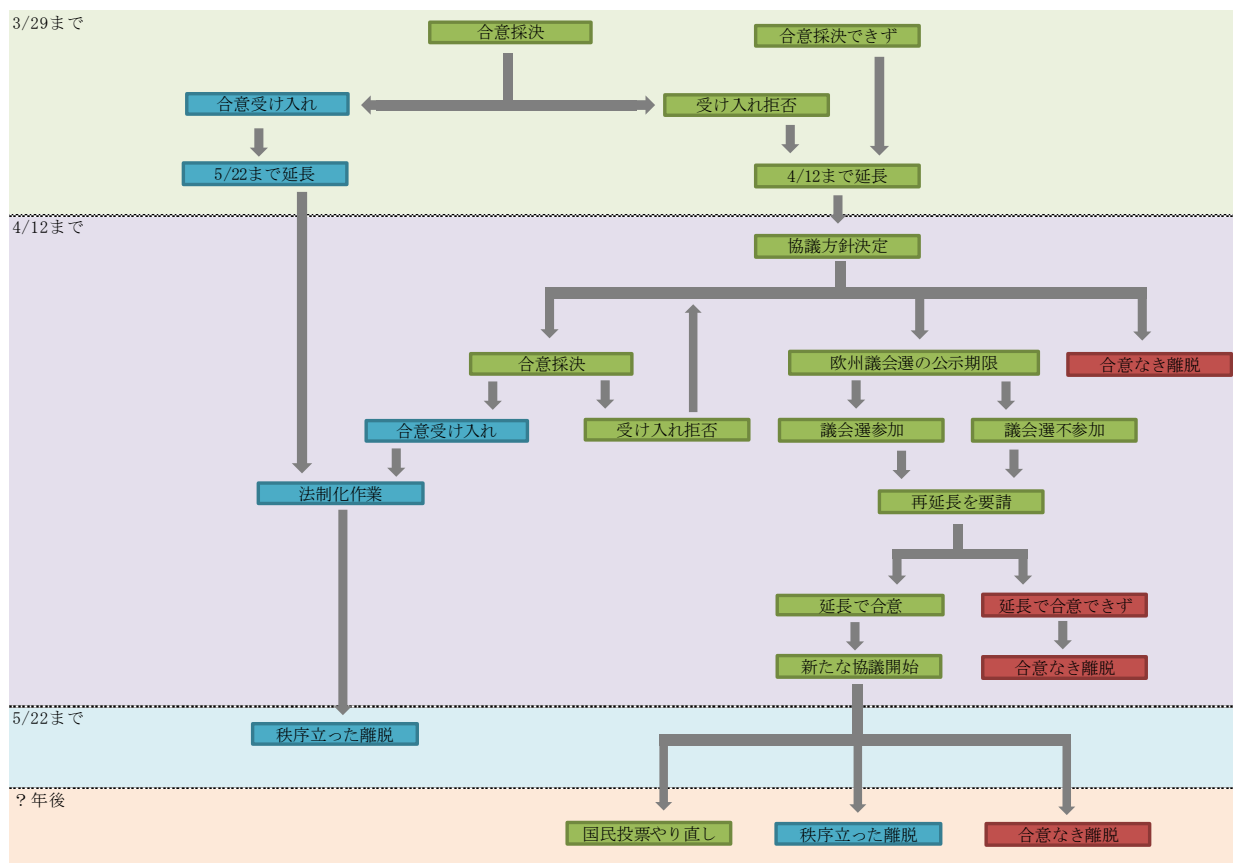 3/29まで
合意採決
合意採決できず
合意受け入れ
受け入れ拒否
5/22まで延長
4/12まで延長
4/12まで
協議方針決定
合意採決
欧州議会選の公示期限
合意なき離脱
合意受け入れ
受け入れ拒否
議会選参加
議会選不参加
法制化作業
再延長を要請
延長で合意
延長で合意できず
新たな協議開始
合意なき離脱
5/22まで
秩序立った離脱
？年後
国民投票やり直し
秩序立った離脱
合意なき離脱